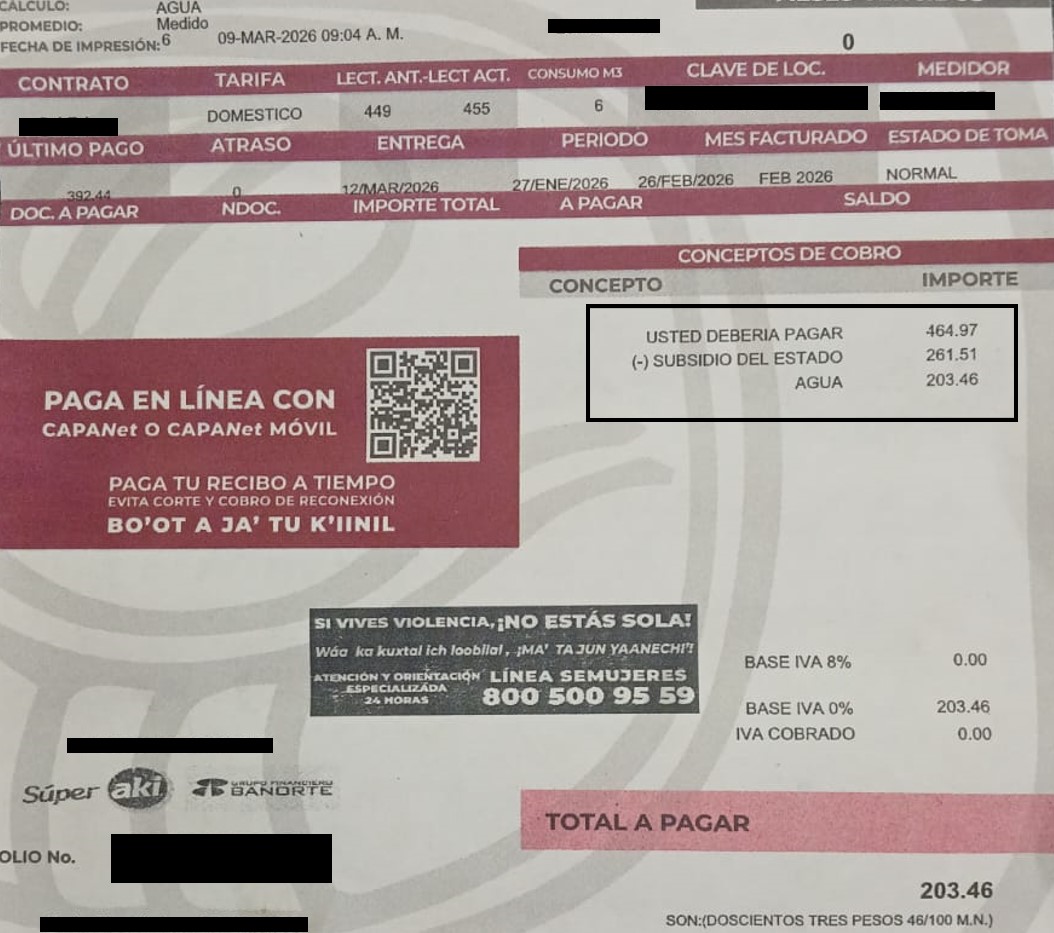 CÁLCULO: AGUA
PROMEDIO: Medido
FECHA DE IMPRESIÓN: 6 09-MAR-2026 09:04 A. M.
0
CONTRATO TARIFA LECT. ANT.-LECT ACT. CONSUMO M3 CLAVE DE LOC. MEDIDOR
DOMESTICO 449 455 6
ÚLTIMO PAGO ATRASO ENTREGA PERIODO MES FACTURADO ESTADO DE TOMA
392.44 0 12/MAR/2026 27/ENE/2026 26/FEB/2026 FEB 2026 NORMAL
DOC. A PAGAR NDOC. IMPORTE TOTAL A PAGAR SALDO
CONCEPTOS DE COBRO
CONCEPTO IMPORTE
USTED DEBERIA PAGAR 464.97
(-) SUBSIDIO DEL ESTADO 261.51
AGUA 203.46
PAGA EN LÍNEA CON
CAPANet O CAPANet MÓVIL
PAGA TU RECIBO A TIEMPO
EVITA CORTE Y COBRO DE RECONEXIÓN
BO'OT A JA' TU K'IINIL
SI VIVES VIOLENCIA, ¡NO ESTÁS SOLA!
Wáa ka kuxtal ich loobilal, ¡MA' TA JUN YAANECHI'!
ATENCIÓN Y ORIENTACIÓN
ESPECIALIZADA
24 HORAS
LÍNEA SEMUJERES
800 500 95 59
BASE IVA 8% 0.00
BASE IVA 0% 203.46
IVA COBRADO 0.00
Súper aki GRUPO FINANCIERO BANORTE
TOTAL A PAGAR
OLIO No.
203.46
SON:(DOSCIENTOS TRES PESOS 46/100 M.N.)